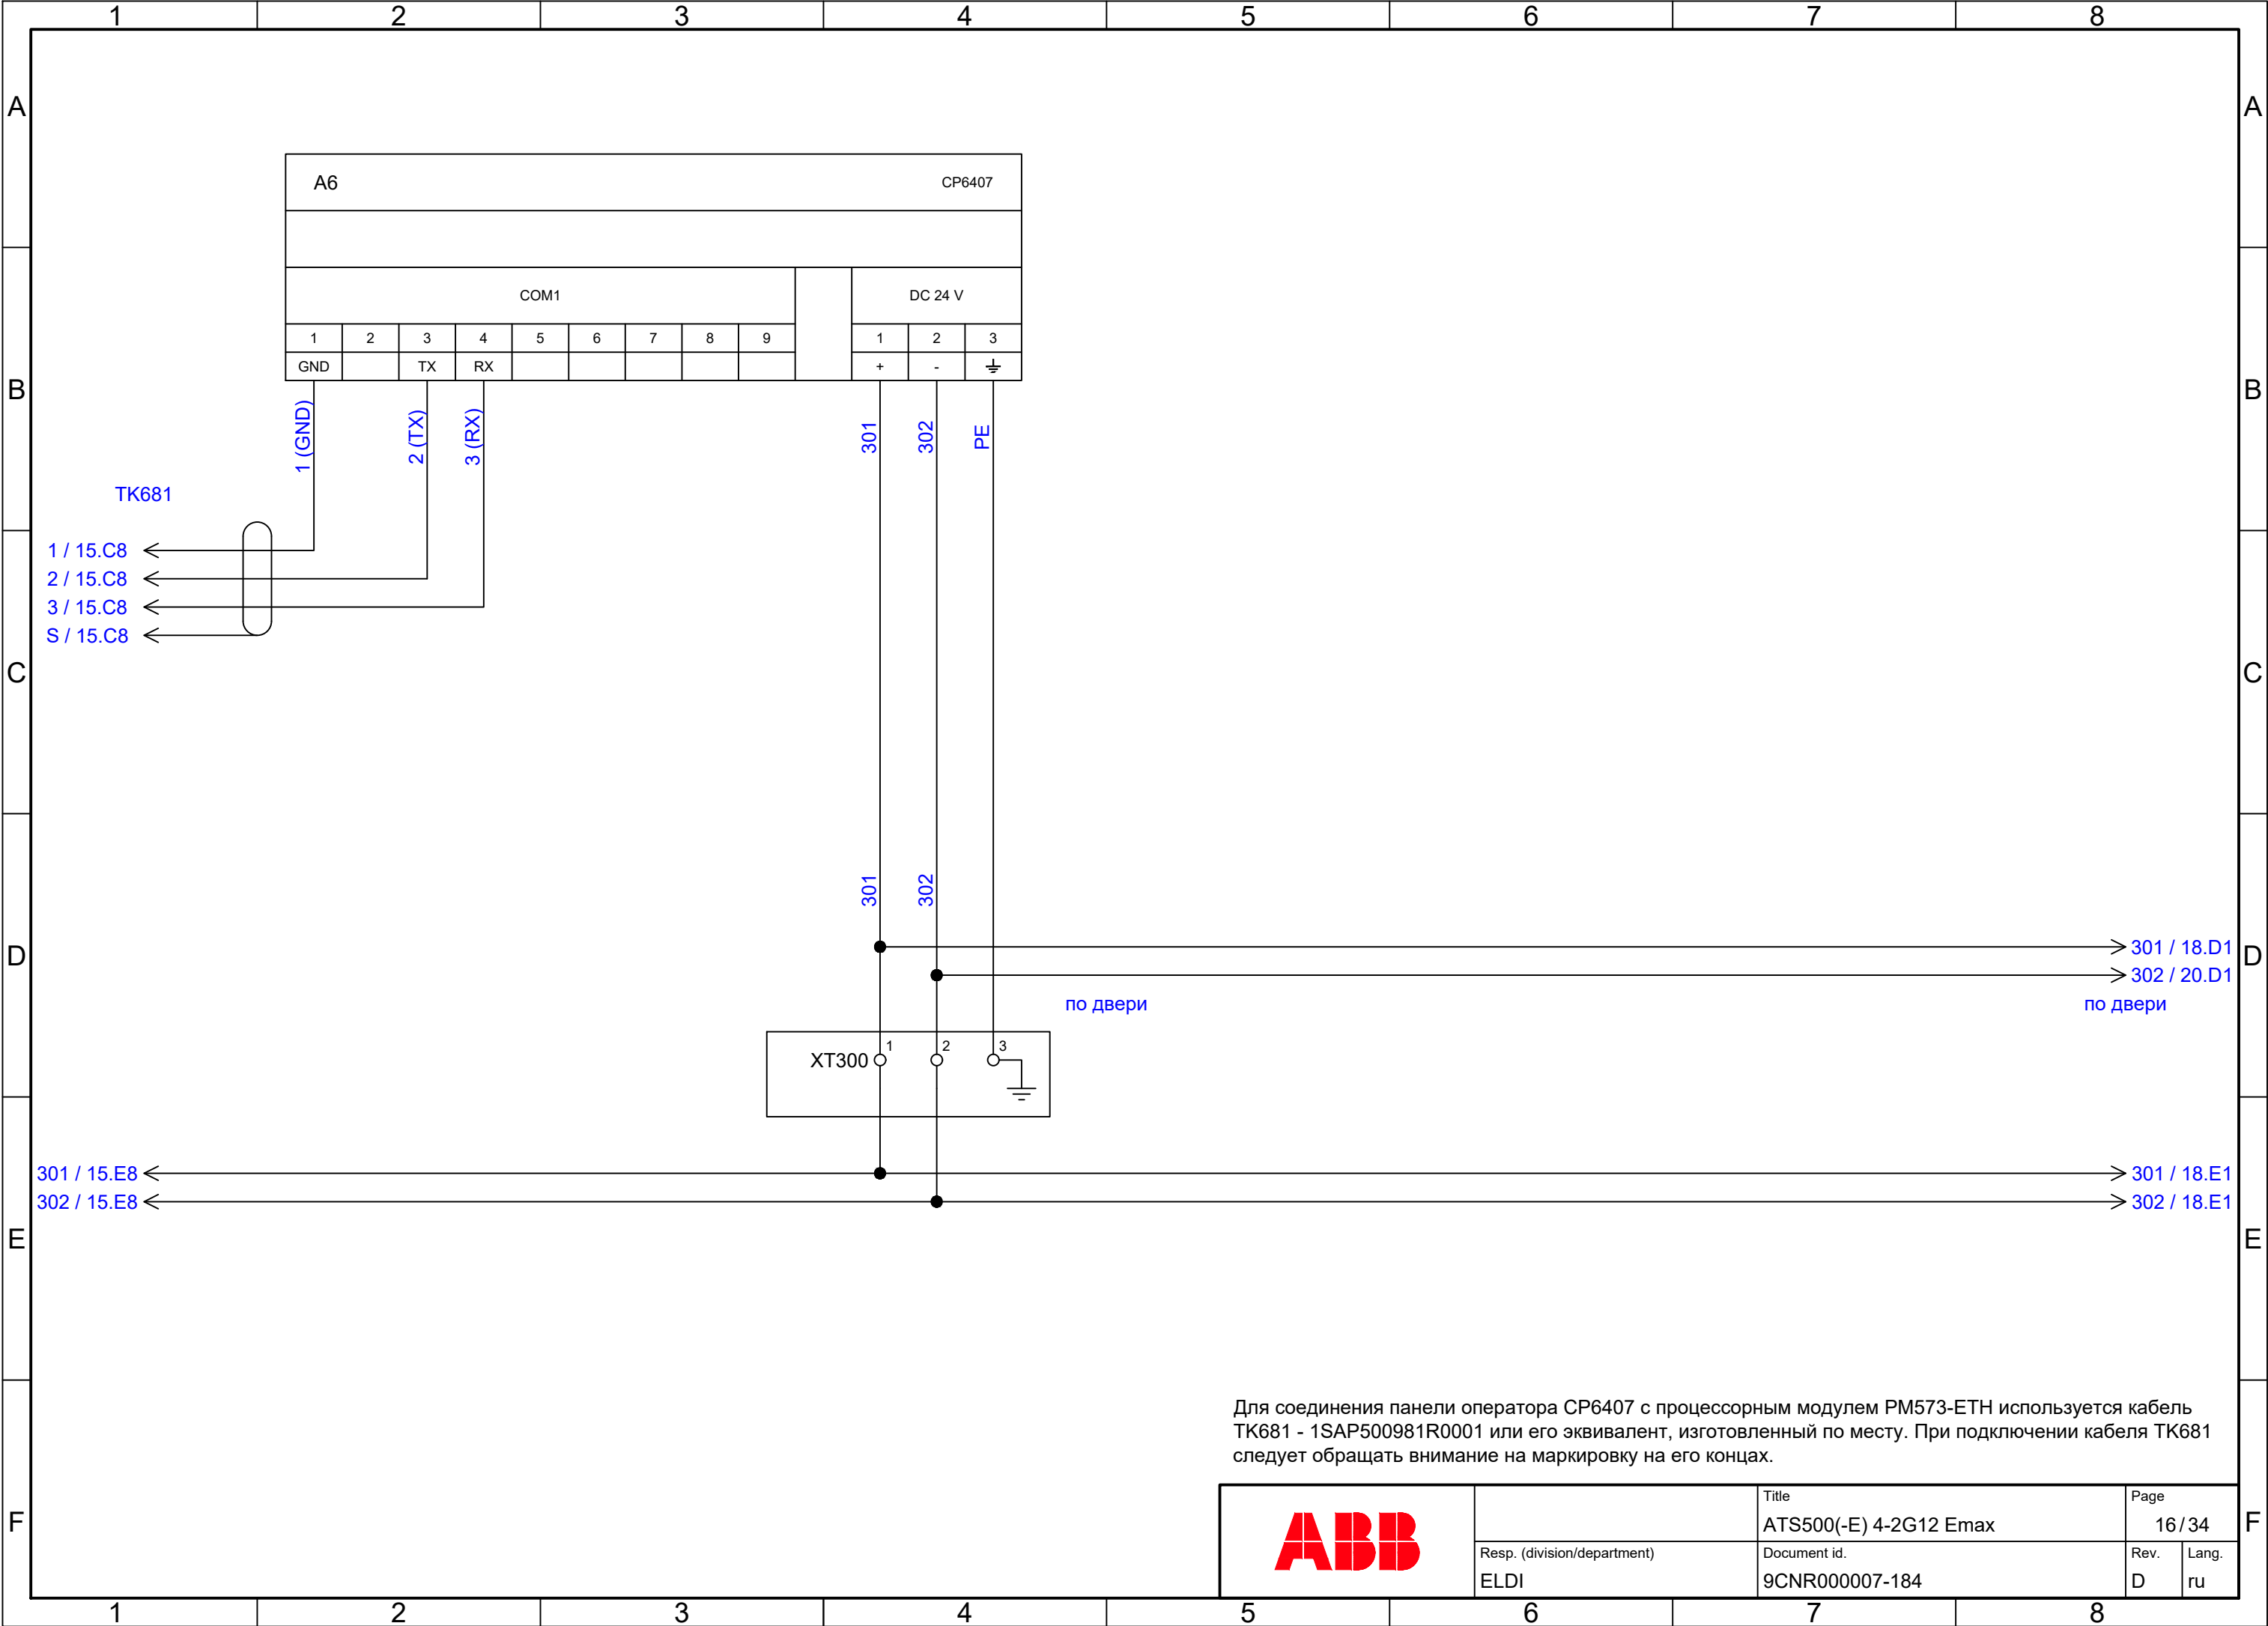 1 2 3 4 5 6 7 8
A A
A6 CP6407
COM1 DC 24 V
1 2 3 4 5 6 7 8 9 1 2 3
GND TX RX + -
B B
1 (GND) 2 (TX) 3 (RX) 301 302 PE
TK681
1 / 15.C8
2 / 15.C8
3 / 15.C8
S / 15.C8
C C
301 302
D D
301 / 18.D1
302 / 20.D1
по двери по двери
XT300 1 2 3
301 / 15.E8 301 / 18.E1
302 / 15.E8 302 / 18.E1
E E
Для соединения панели оператора CP6407 с процессорным модулем PM573-ETH используется кабель
TK681 - 1SAP500981R0001 или его эквивалент, изготовленный по месту. При подключении кабеля TK681
следует обращать внимание на маркировку на его концах.
F F
ABB
Title Page
ATS500(-E) 4-2G12 Emax 16/34
Resp. (division/department) Document id. Rev. Lang.
ELDI 9CNR000007-184 D ru
1 2 3 4 5 6 7 8